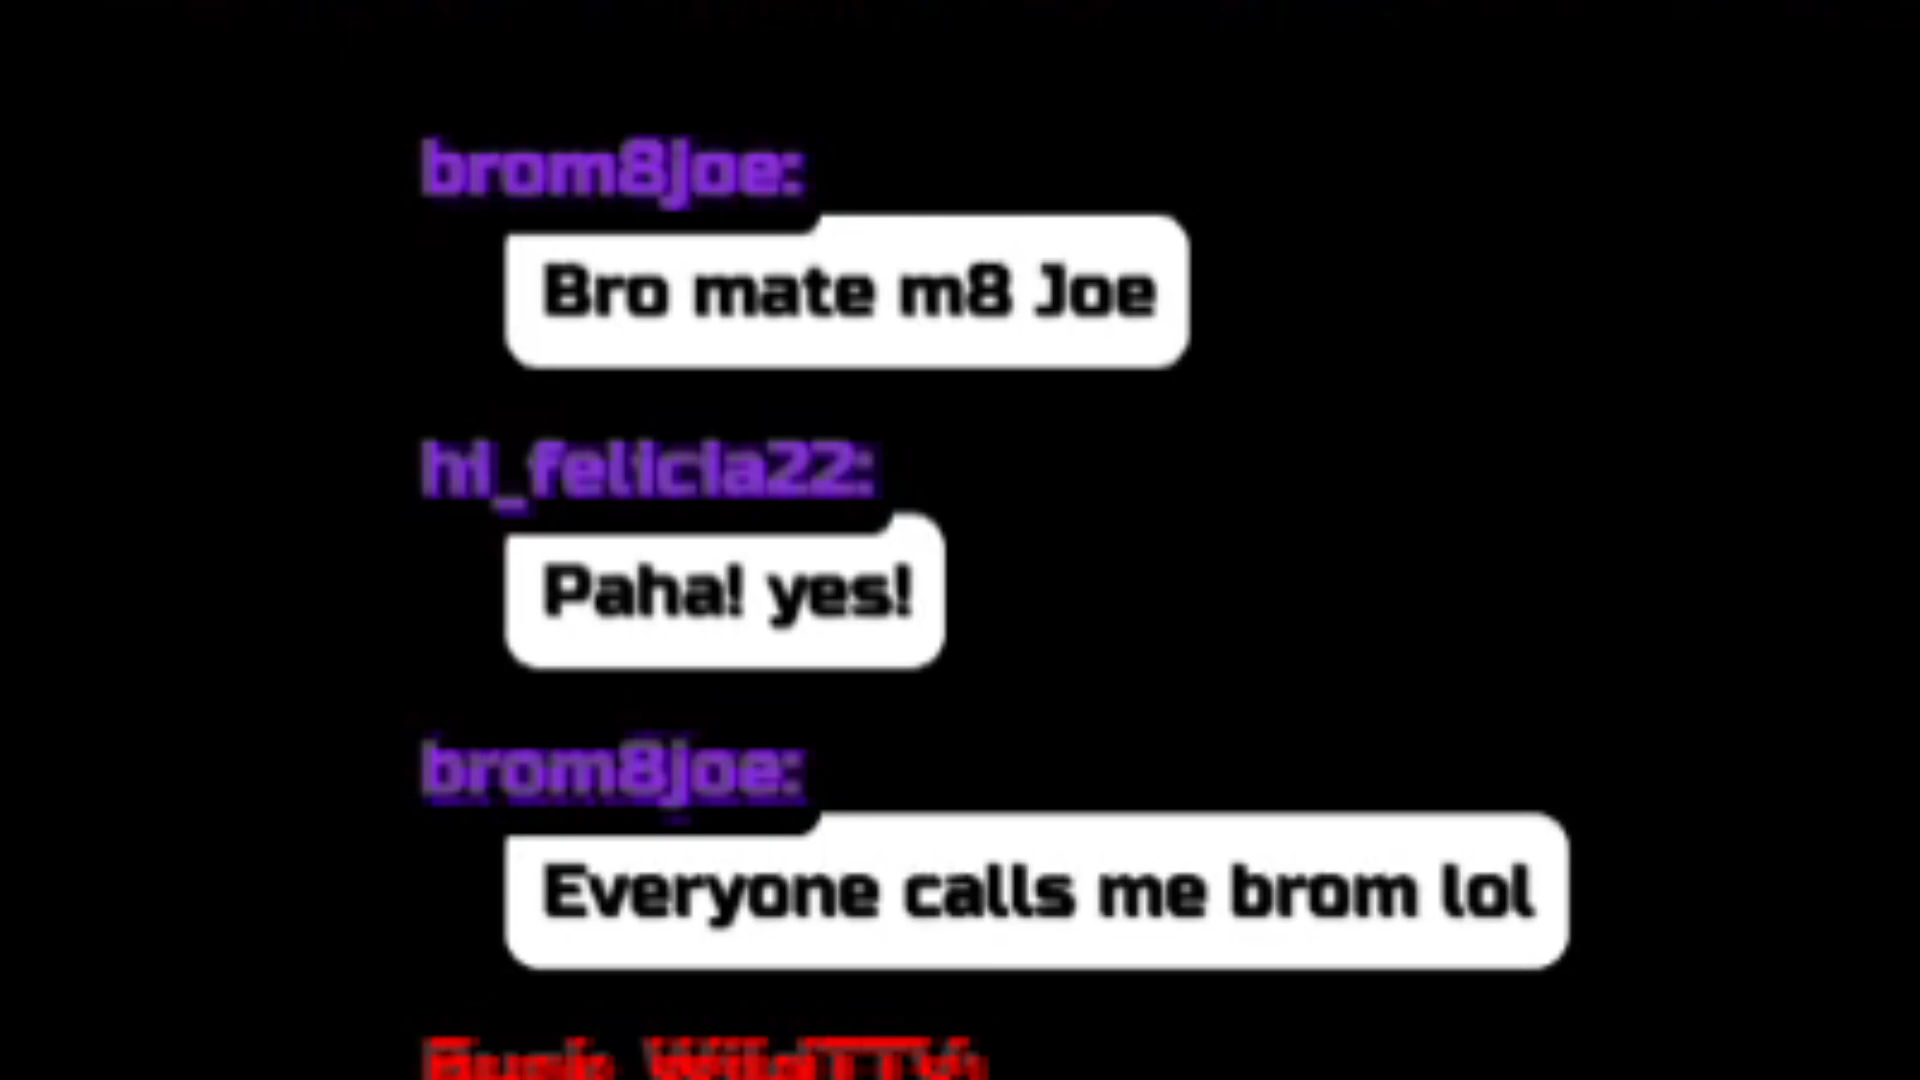 brom8joe:
Bro mate m8 Joe
hi_felicia22:
Paha! yes!
brom8joe:
Everyone calls me brom lol